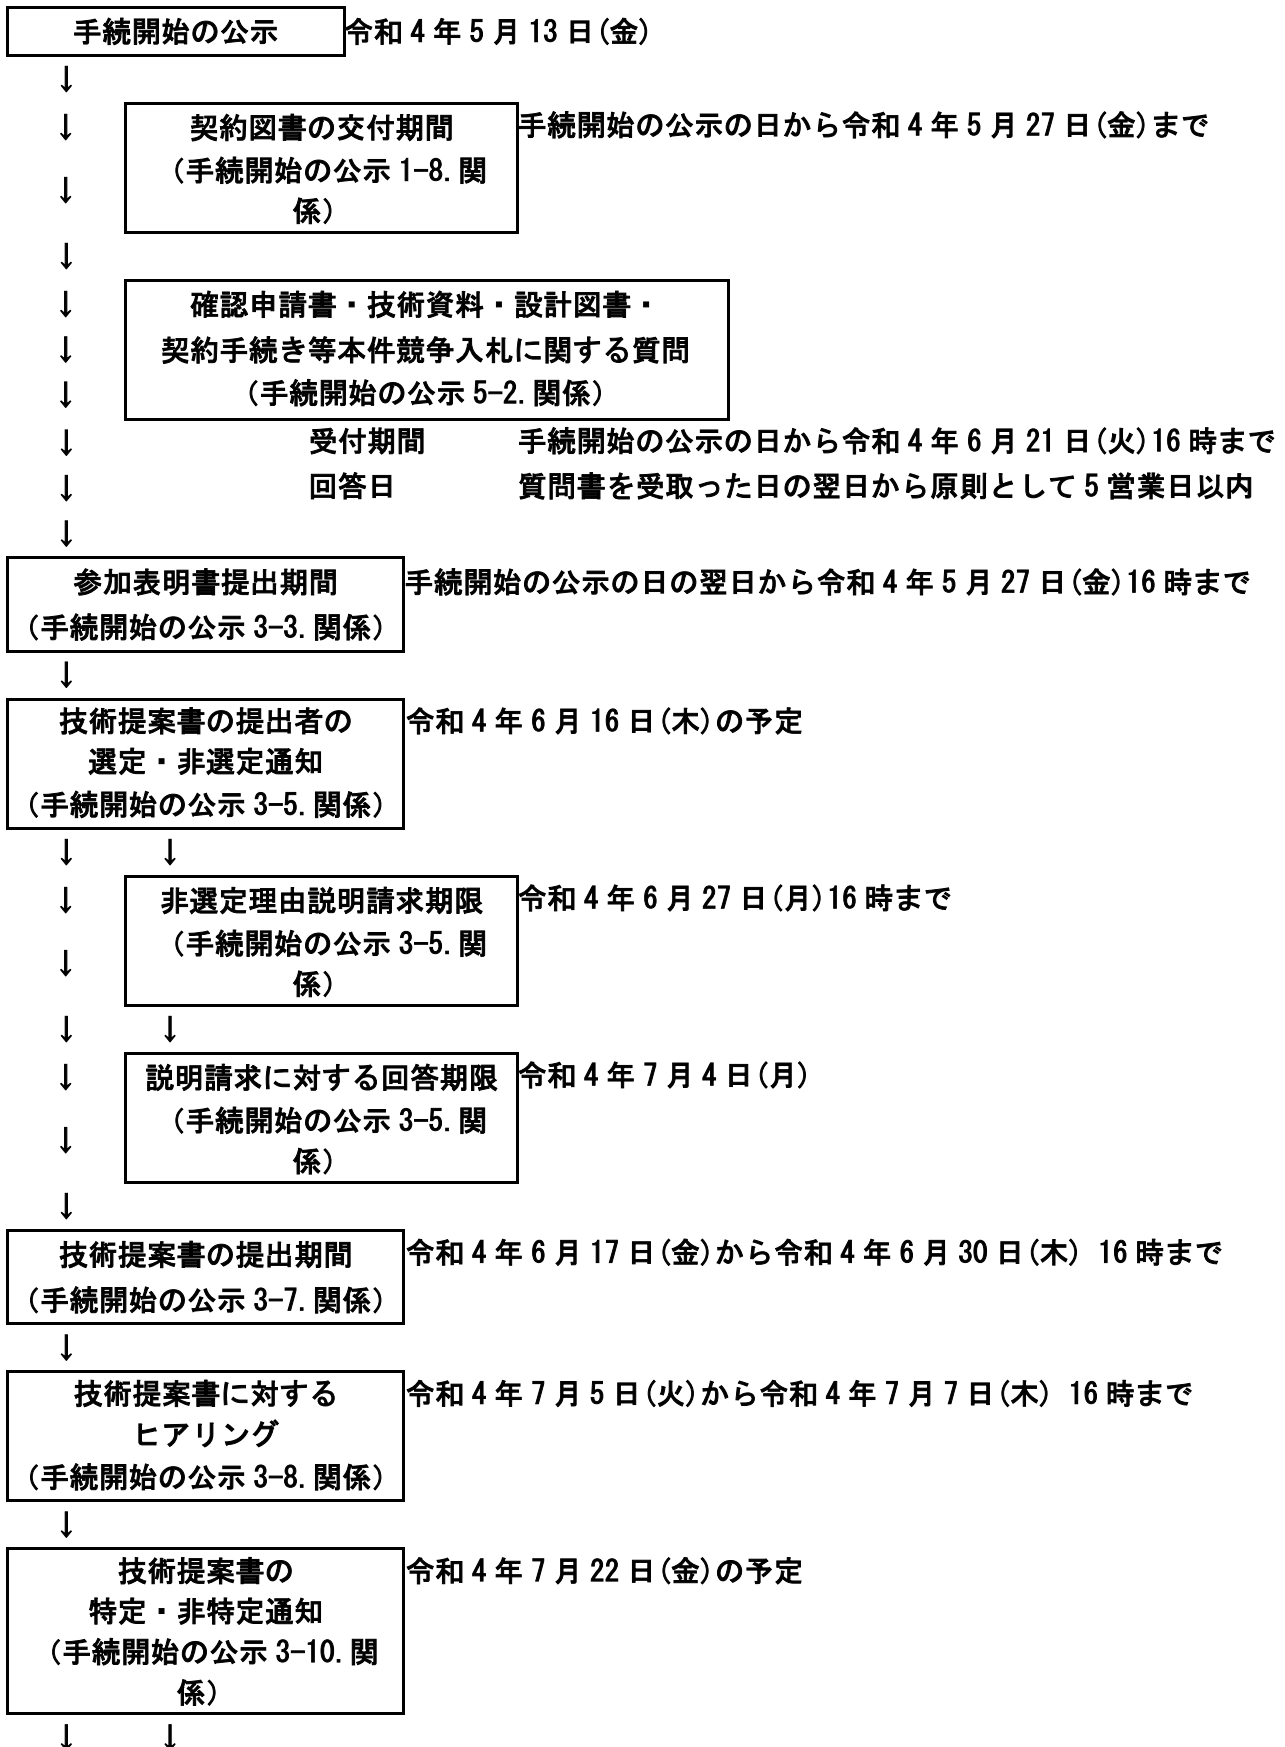 手続開始の公示 令和4年5月13日(金)
↓
↓ 契約図書の交付期間 手続開始の公示の日から令和4年5月27日(金)まで
(手続開始の公示1-8.関
↓
係)
↓
↓ 確認申請書・技術資料・設計図書・
↓ 契約手続き等本件競争入札に関する質問
↓ (手続開始の公示5-2.関係)
↓ 受付期間 手続開始の公示の日から令和4年6月21日(火)16時まで
↓ 回答日 質問書を受取った日の翌日から原則として5営業日以内
↓
参加表明書提出期間 手続開始の公示の日の翌日から令和4年5月27日(金)16時まで
(手続開始の公示3-3.関係)
↓
技術提案書の提出者の 令和4年6月16日(木)の予定
選定・非選定通知
(手続開始の公示3-5.関係)
↓ ↓
↓ 非選定理由説明請求期限 令和4年6月27日(月)16時まで
(手続開始の公示3-5.関
↓
係)
↓ ↓
↓ 説明請求に対する回答期限 令和4年7月4日(月)
(手続開始の公示3-5.関
↓
係)
↓
技術提案書の提出期間 令和4年6月17日(金)から令和4年6月30日(木) 16時まで
(手続開始の公示3-7.関係)
↓
技術提案書に対する 令和4年7月5日(火)から令和4年7月7日(木) 16時まで
ヒアリング
(手続開始の公示3-8.関係)
↓
技術提案書の 令和4年7月22日(金)の予定
特定・非特定通知
(手続開始の公示3-10.関
係)
↓ ↓